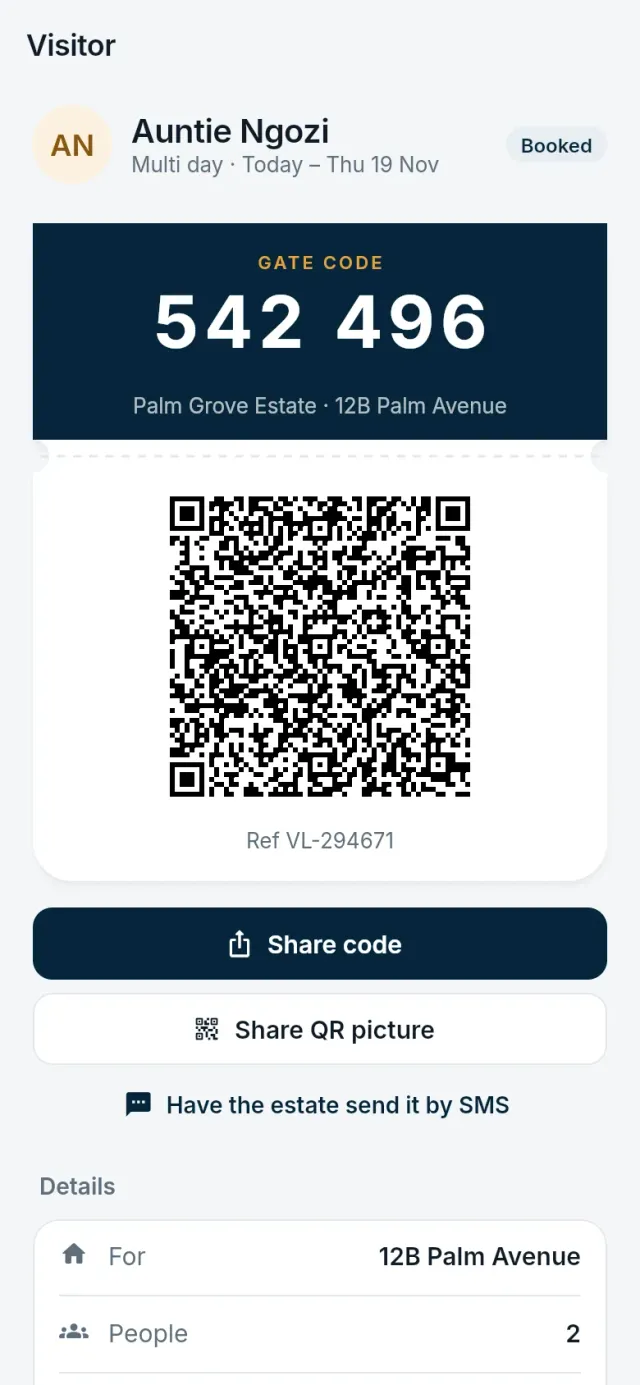 Visitor
AN
Auntie Ngozi
Multi day · Today – Thu 19 Nov
Booked
GATE CODE
542 496
Palm Grove Estate · 12B Palm Avenue
Ref VL-294671
Share code
Share QR picture
Have the estate send it by SMS
Details
For 12B Palm Avenue
People 2